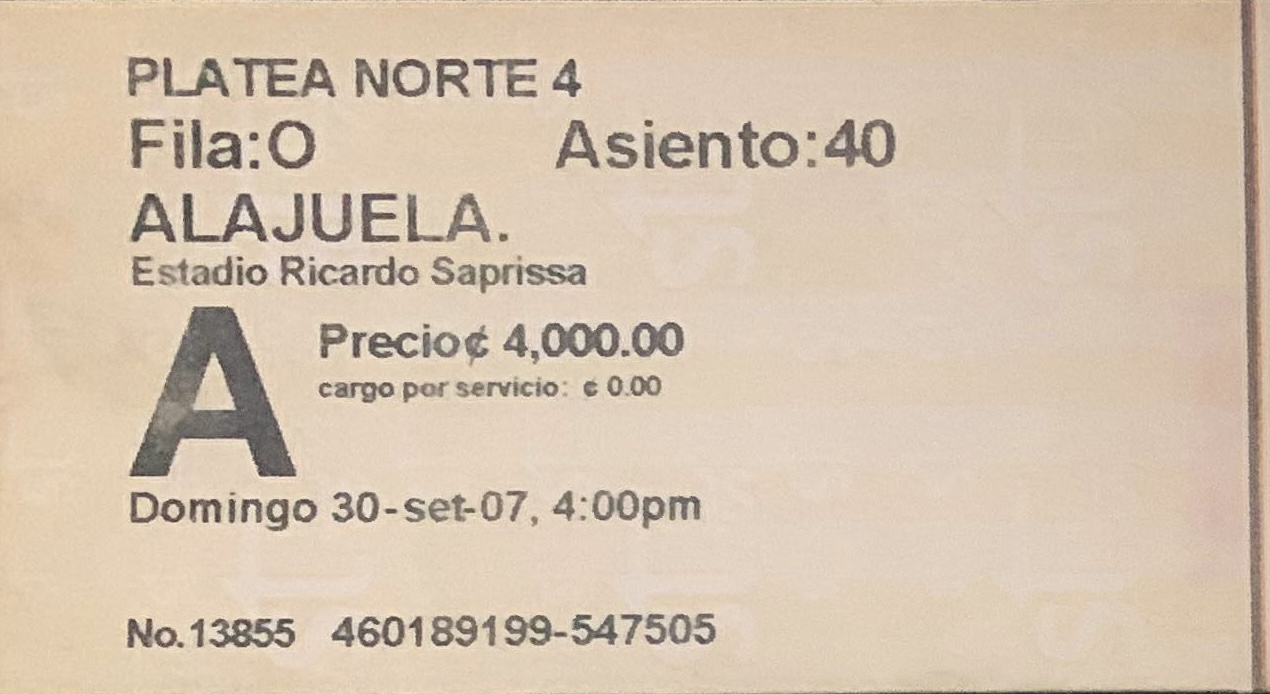 PLATEA NORTE 4
Fila:O Asiento:40
ALAJUELA.
Estadio Ricardo Saprissa
A
Precio¢ 4,000.00
cargo por servicio: ¢ 0.00
Domingo 30-set-07, 4:00pm
No.13855 460189199-547505